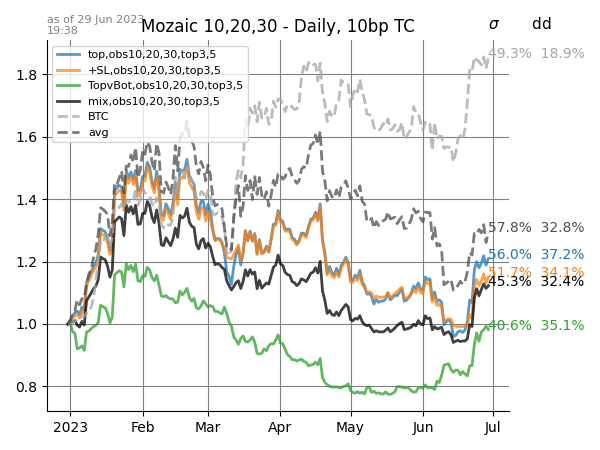 as of 29 Jun 2023
19:38
Mozaic 10,20,30 - Daily, 10bp TC
σ dd
top,obs10,20,30,top3,5
+SL,obs10,20,30,top3,5
TopvBot,obs10,20,30,top3,5
mix,obs10,20,30,top3,5
BTC
avg
49.3% 18.9%
57.8% 32.8%
56.0% 37.2%
51.7% 34.1%
45.3% 32.4%
40.6% 35.1%
1.8
1.6
1.4
1.2
1.0
0.8
2023 Feb Mar Apr May Jun Jul